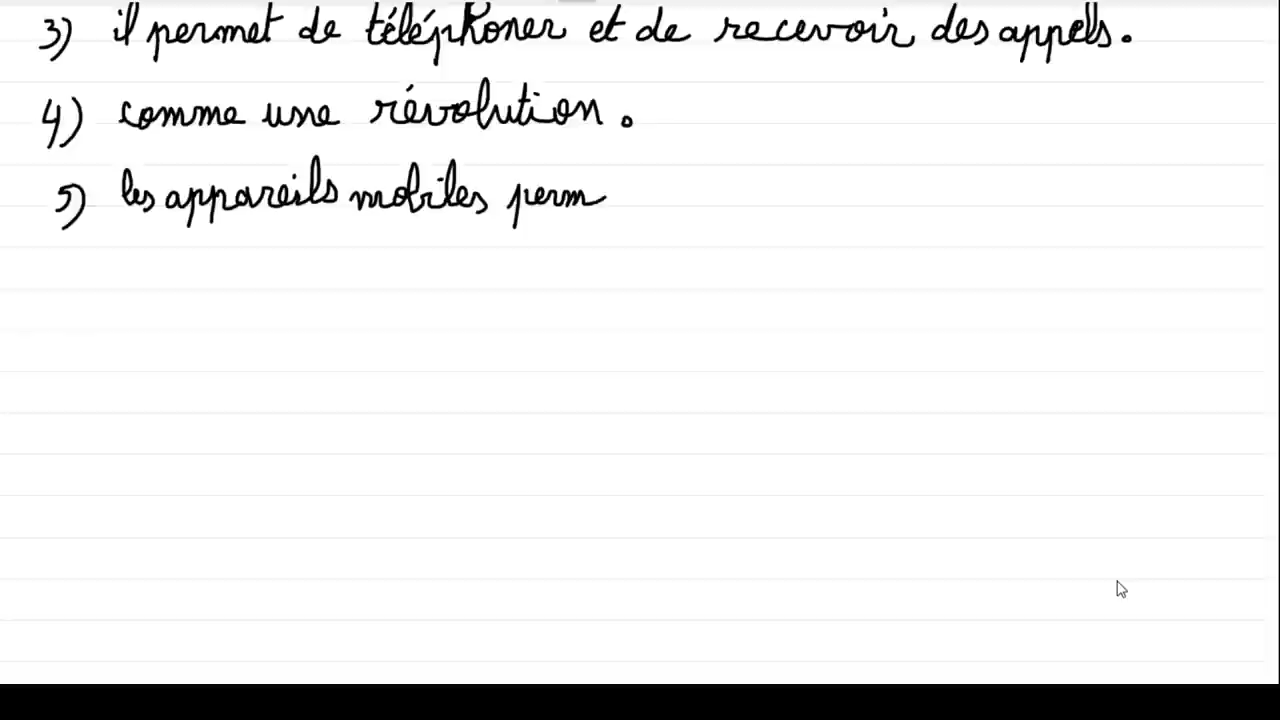 3) il permet de téléphoner et de recevoir des appels.
4) comme une révolution.
5) les appareils mobiles perm